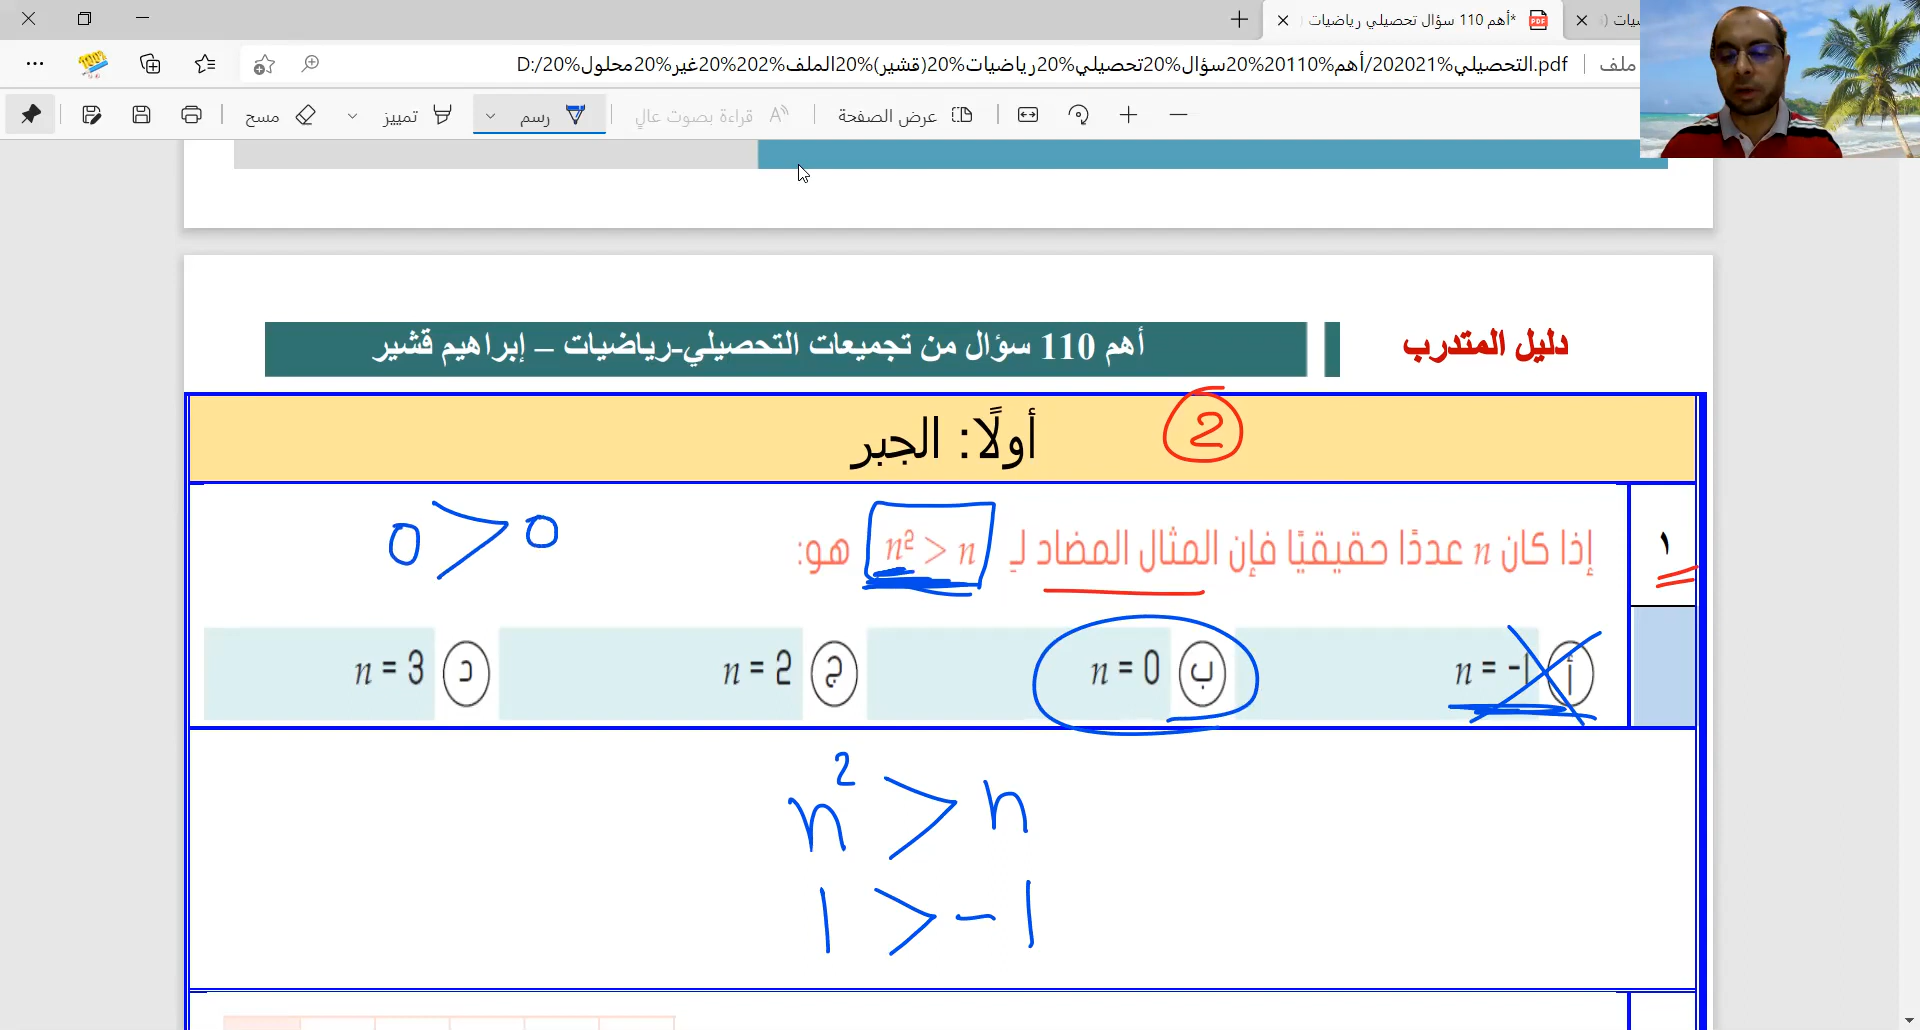 *أهم 110 سؤال تحصيلي رياضيات
ملف
D:/التحصيلي%202021/أهم%20110%20سؤال%20تحصيلي%20رياضيات%20(قشير)%20الملف%202%20غير%20محلول%20.pdf
عرض الصفحة
قراءة بصوت عالٍ
رسم
تمييز
مسح
دليل المتدرب
أهم 110 سؤال من تجميعات التحصيلي-رياضيات – إبراهيم قشير
أولًا: الجبر
2
١
إذا كان n عددًا حقيقيًا فإن المثال المضاد لـ n² > n هو:
0 > 0
أ n = -1
ب n = 0
ج n = 2
د n = 3
n² > n
1 > -1